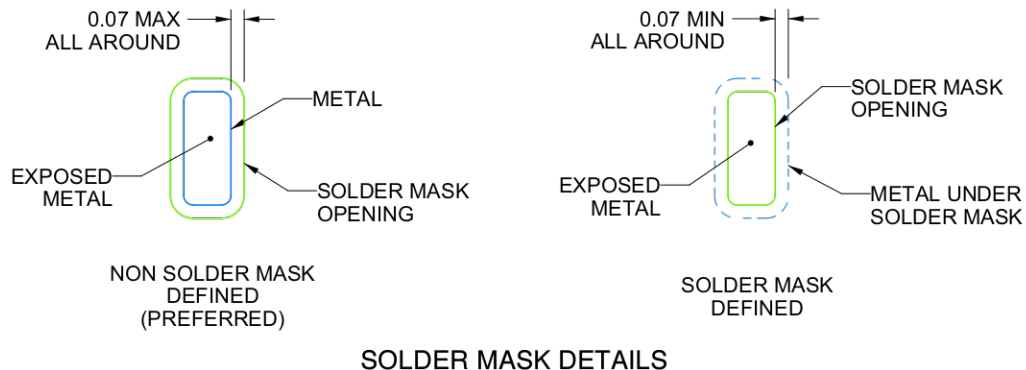 0.07 MAX
ALL AROUND
METAL
EXPOSED
METAL
SOLDER MASK
OPENING
NON SOLDER MASK
DEFINED
(PREFERRED)
0.07 MIN
ALL AROUND
SOLDER MASK
OPENING
EXPOSED
METAL
METAL UNDER
SOLDER MASK
SOLDER MASK
DEFINED
SOLDER MASK DETAILS